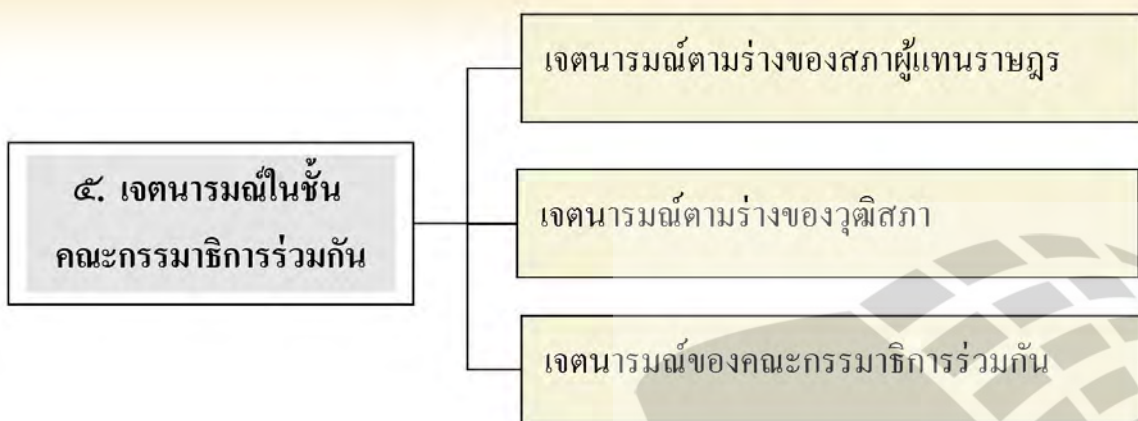 เจตนารมณ์ตามร่างของสภาผู้แทนราษฎร
๕. เจตนารมณ์ในชั้น
คณะกรรมาธิการร่วมกัน
เจตนารมณ์ตามร่างของวุฒิสภา
เจตนารมณ์ของคณะกรรมาธิการร่วมกัน